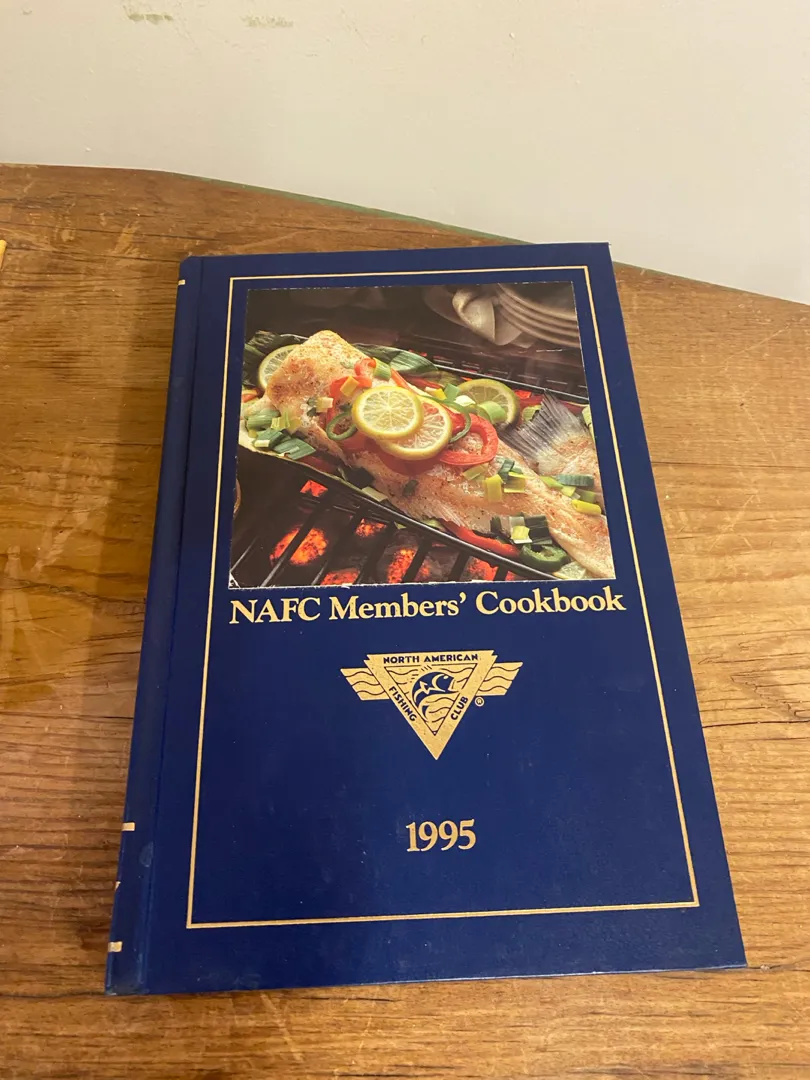 NAFC Members' Cookbook
NORTH AMERICAN
FISHING CLUB ®
1995